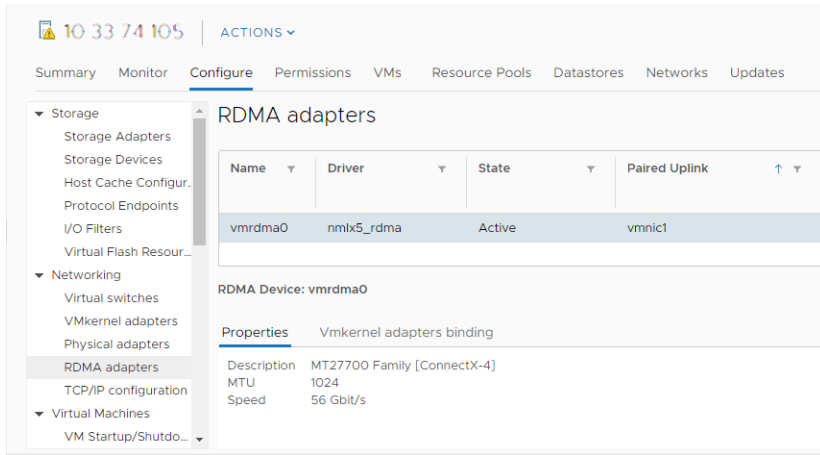 10 33 74 105 ACTIONS
Summary Monitor Configure Permissions VMs Resource Pools Datastores Networks Updates
Storage
Storage Adapters
Storage Devices
Host Cache Configur..
Protocol Endpoints
I/O Filters
Virtual Flash Resour...
Networking
Virtual switches
VMkernel adapters
Physical adapters
RDMA adapters
TCP/IP configuration
Virtual Machines
VM Startup/Shutdo...
RDMA adapters
Name Driver State Paired Uplink
vmrdma0 nmlx5_rdma Active vmnic1
RDMA Device: vmrdma0
Properties Vmkernel adapters binding
Description MT27700 Family [ConnectX-4]
MTU 1024
Speed 56 Gbit/s